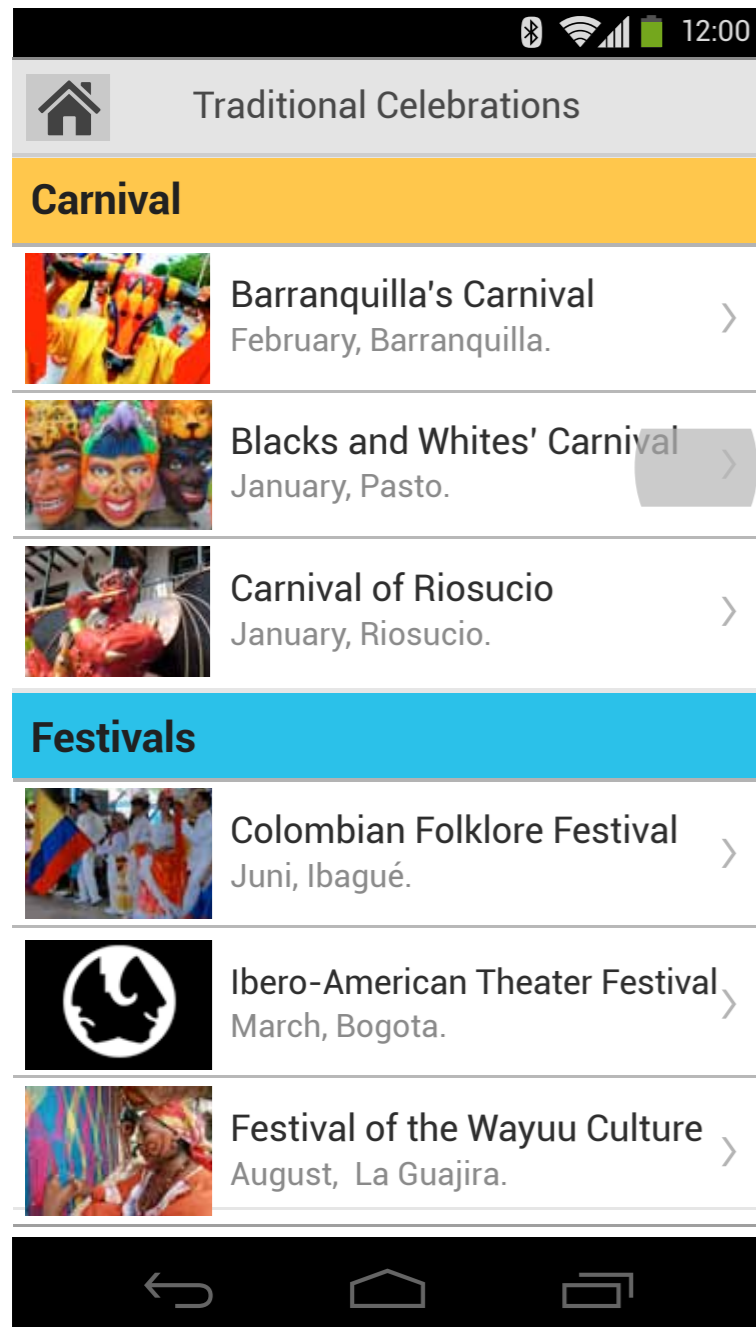 12:00
Traditional Celebrations
Carnival
Barranquilla's Carnival
February, Barranquilla.
Blacks and Whites' Carnival
January, Pasto.
Carnival of Riosucio
January, Riosucio.
Festivals
Colombian Folklore Festival
Juni, Ibagué.
Ibero-American Theater Festival
March, Bogota.
Festival of the Wayuu Culture
August,  La Guajira.